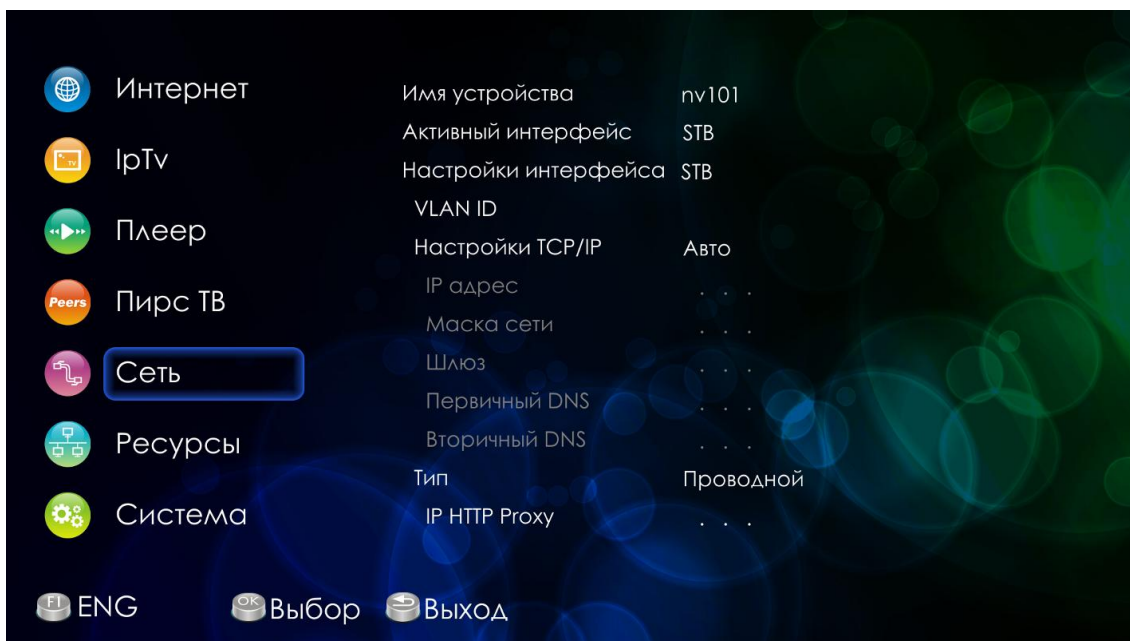 Интернет
IpTv
TV
Плеер
Peers
Пирс ТВ
Сеть
Ресурсы
Система
Имя устройства nv101
Активный интерфейс STB
Настройки интерфейса STB
VLAN ID
Настройки TCP/IP Авто
IP адрес . . .
Маска сети . . .
Шлюз . . .
Первичный DNS . . .
Вторичный DNS . . .
Тип Проводной
IP HTTP Proxy . . .
F1 ENG OK Выбор Выход